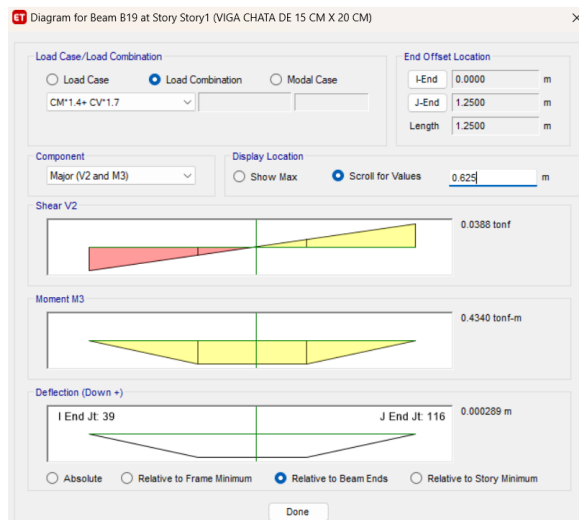 ET Diagram for Beam B19 at Story Story1 (VIGA CHATA DE 15 CM X 20 CM)
Load Case/Load Combination
Load Case Load Combination Modal Case
CM*1.4+ CV*1.7
End Offset Location
I-End 0.0000 m
J-End 1.2500 m
Length 1.2500 m
Component
Major (V2 and M3)
Display Location
Show Max Scroll for Values 0.625 m
Shear V2
0.0388 tonf
Moment M3
0.4340 tonf-m
Deflection (Down +)
I End Jt: 39 J End Jt: 116 0.000289 m
Absolute Relative to Frame Minimum Relative to Beam Ends Relative to Story Minimum
Done